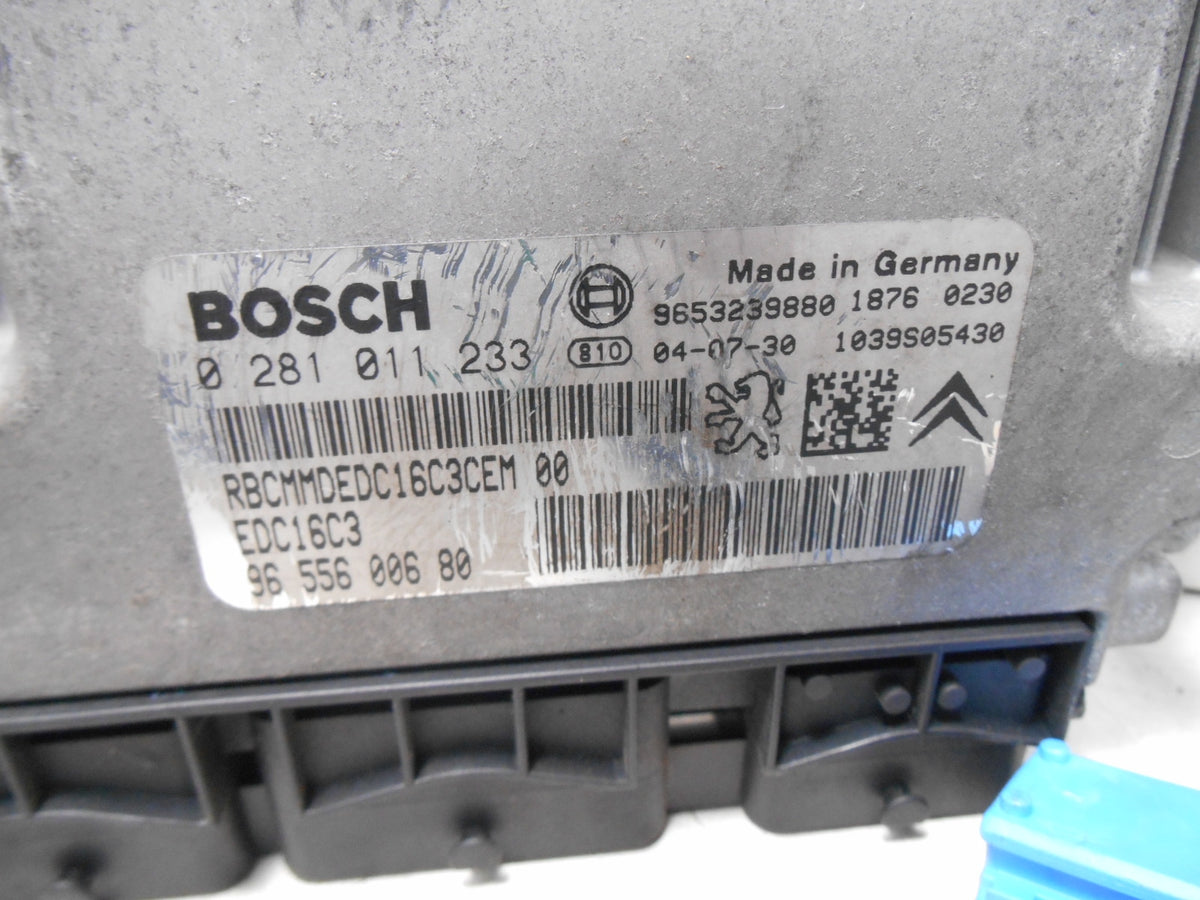 Made in Germany
BOSCH
9653239880 1876 0230
0 281 011 233
810
04-07-30 1039S05430
RBCMMDEDC16C3CEM 00
EDC16C3
96 556 006 80